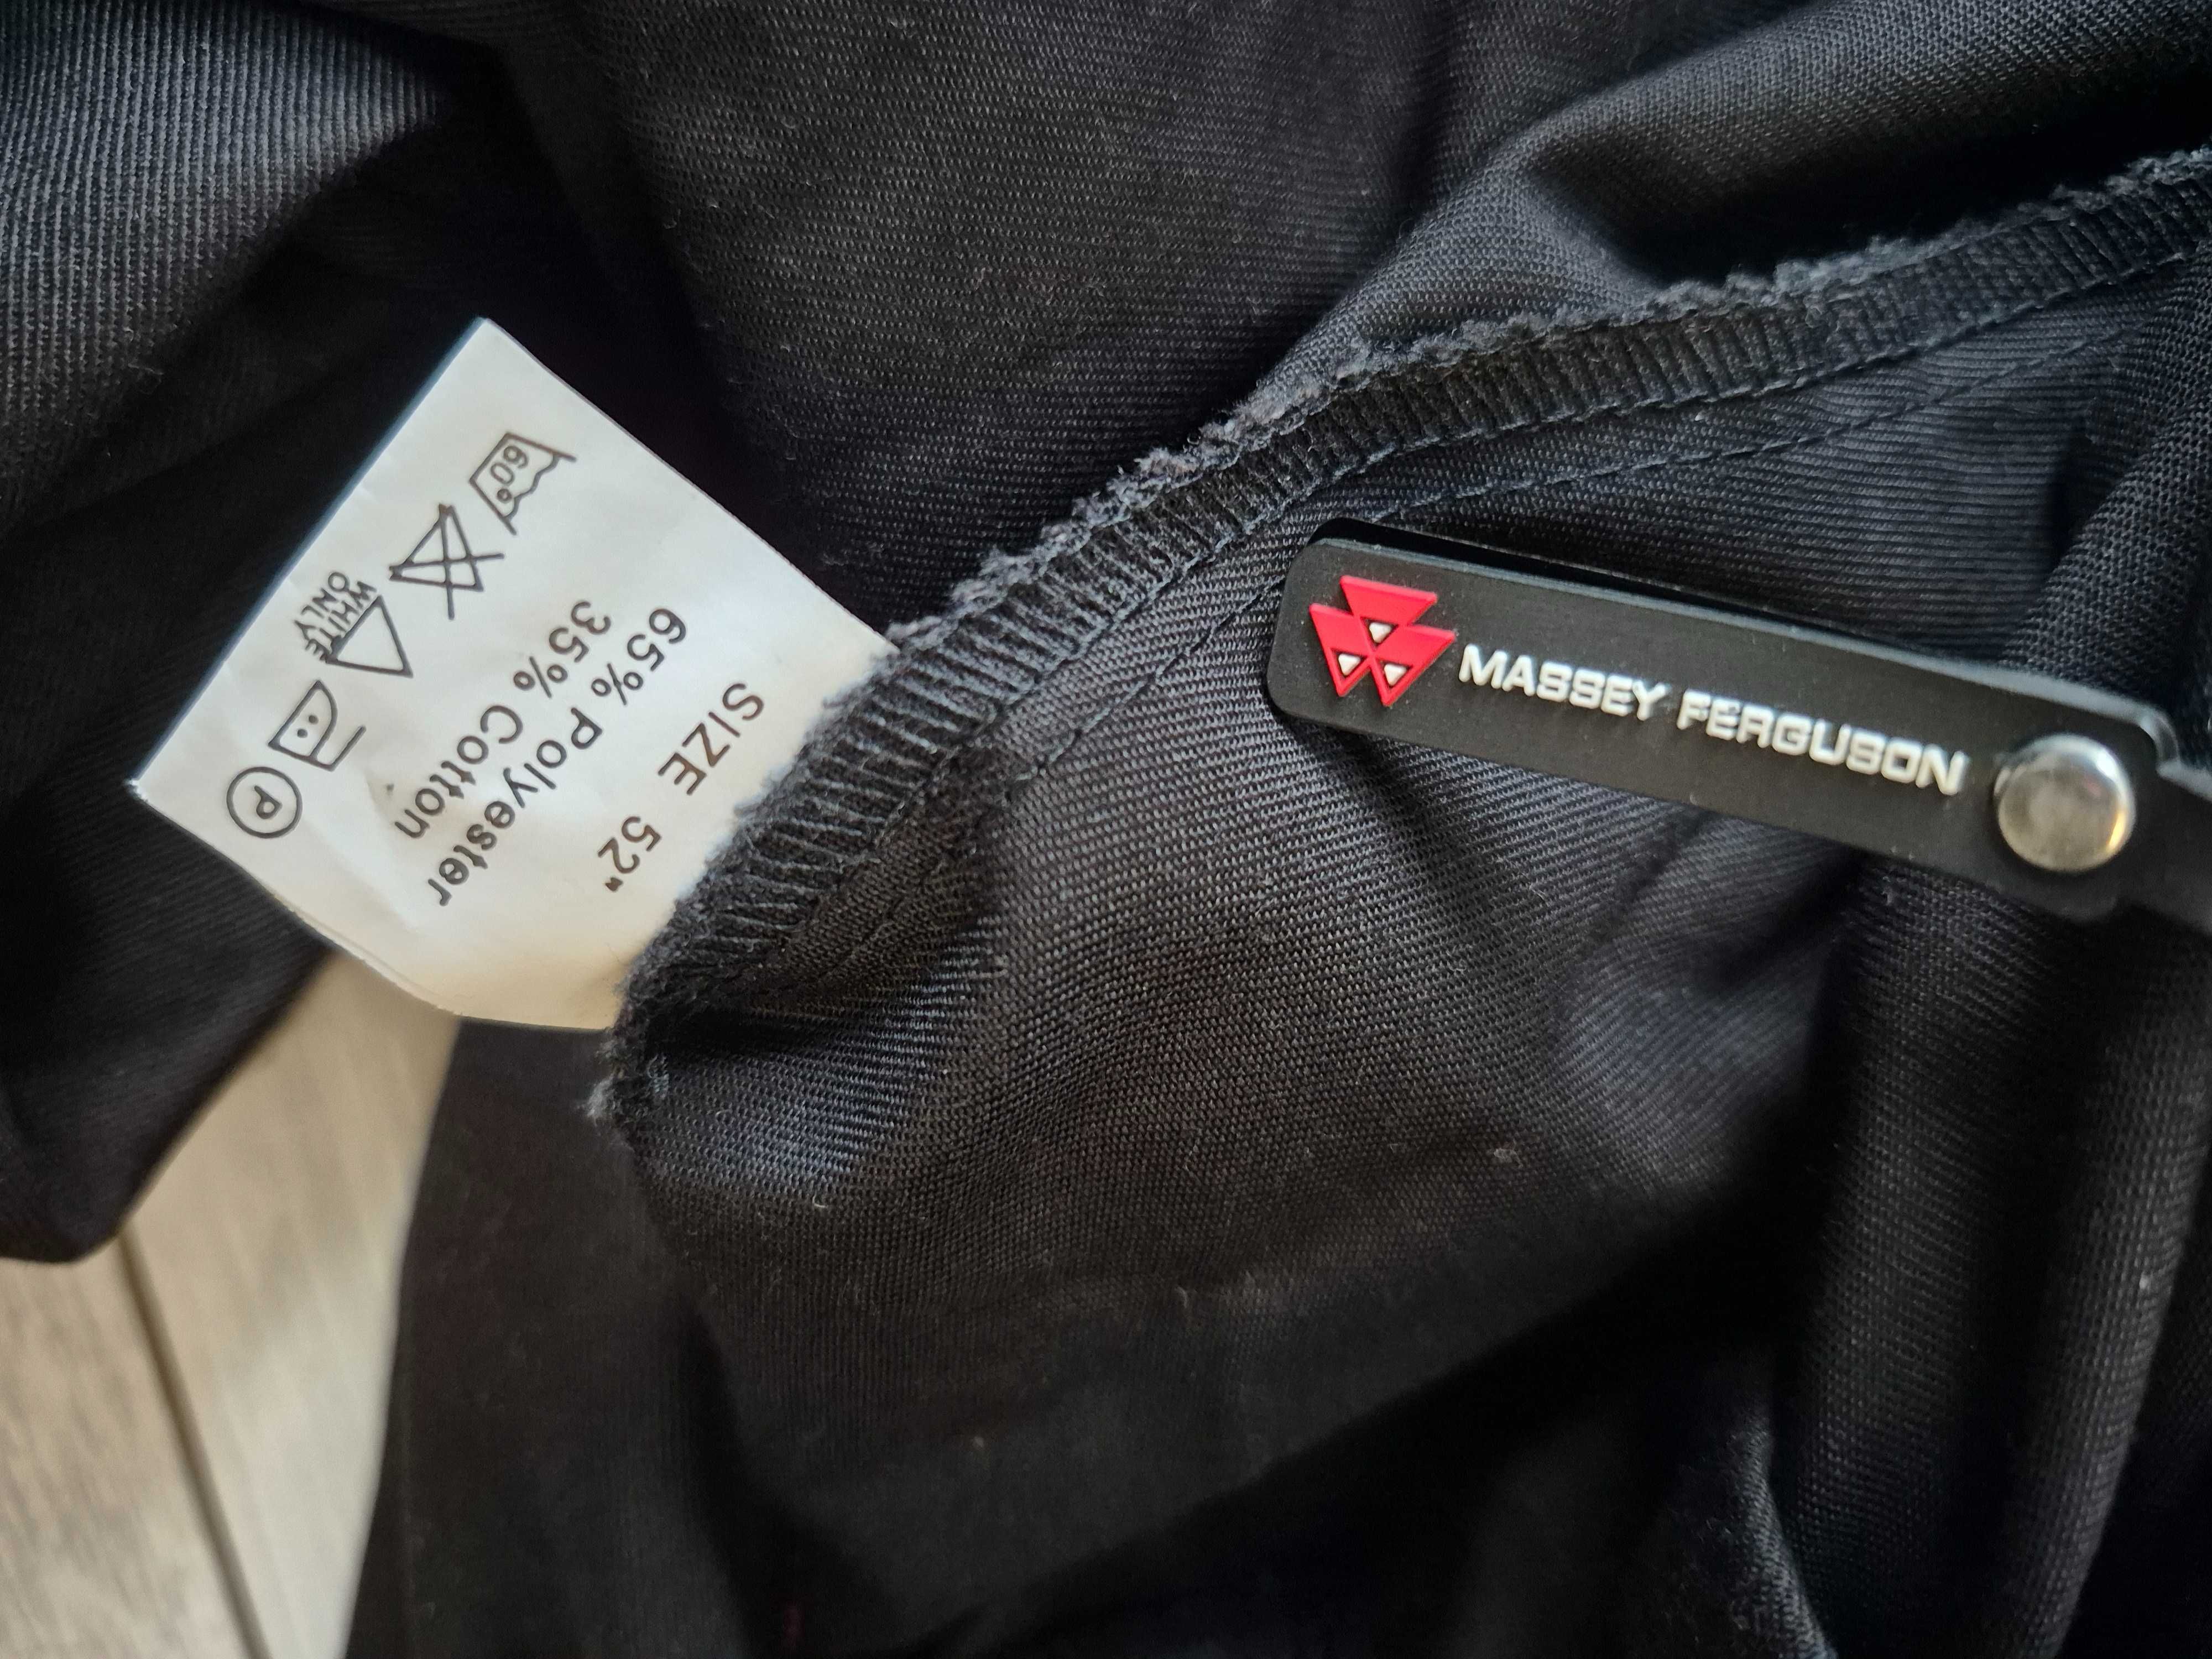 SIZE 52"
65% Polyester
35% Cotton
60°
WHITE
ONLY
P
MASSEY FERGUSON